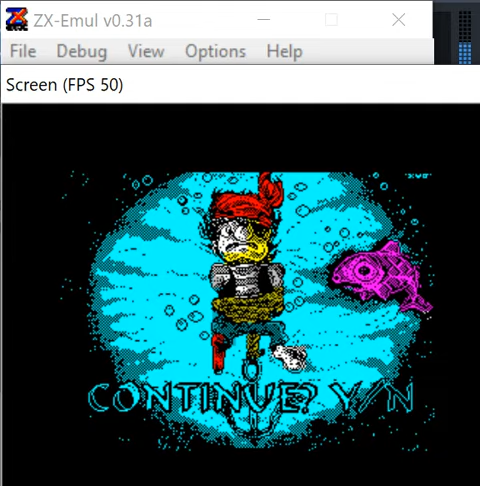 ZX-Emul v0.31a
File Debug View Options Help
Screen (FPS 50)
CONTINUE? Y/N